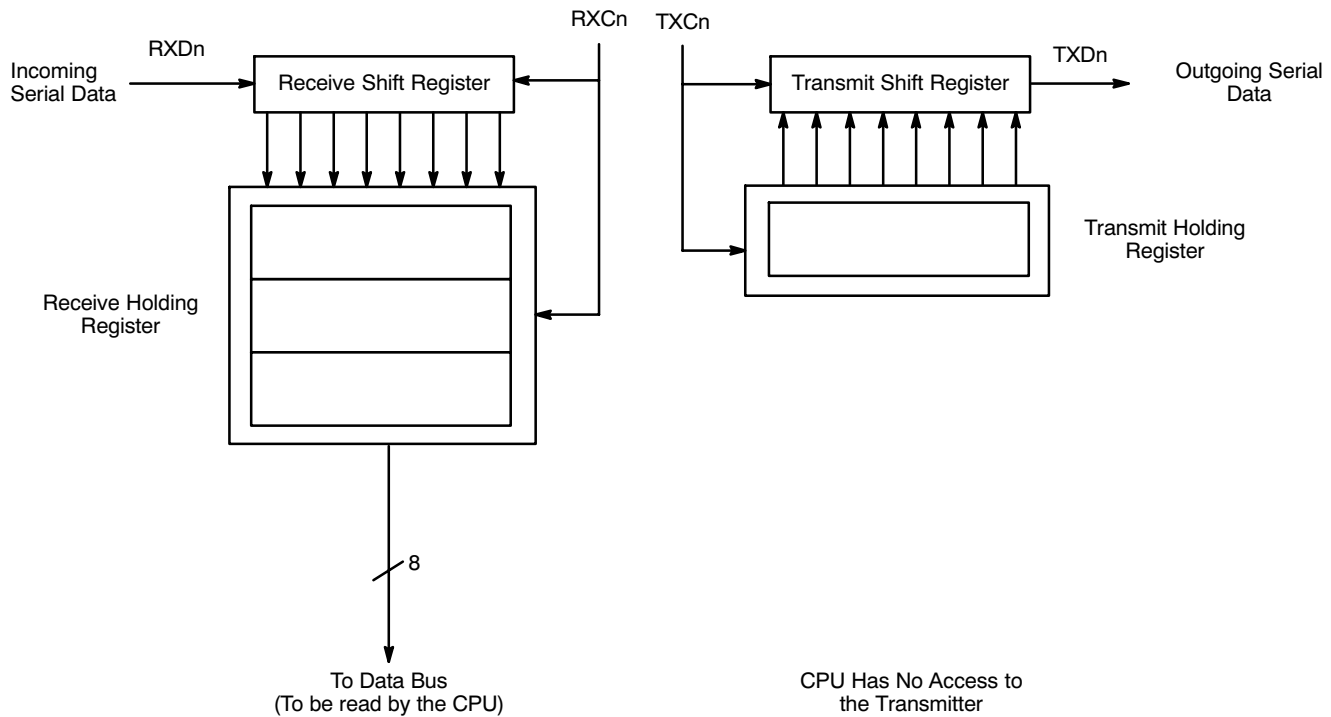 RXCn
TXCn
RXDn
Incoming
Serial Data
Receive Shift Register
Transmit Shift Register
TXDn
Outgoing Serial
Data
Receive Holding
Register
Transmit Holding
Register
8
To Data Bus
(To be read by the CPU)
CPU Has No Access to
the Transmitter